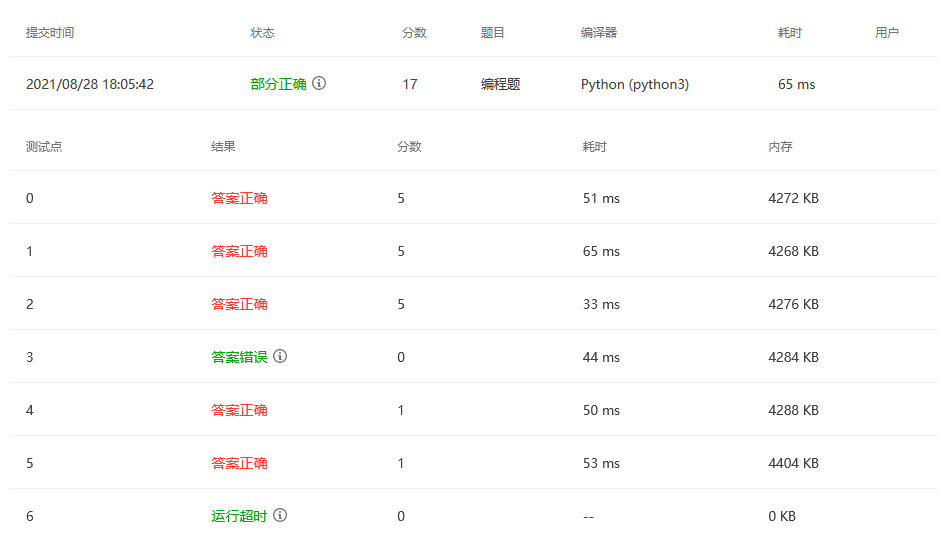 提交时间 状态 分数 题目 编译器 耗时 用户
2021/08/28 18:05:42 部分正确 17 编程题 Python (python3) 65 ms
测试点 结果 分数 耗时 内存
0 答案正确 5 51 ms 4272 KB
1 答案正确 5 65 ms 4268 KB
2 答案正确 5 33 ms 4276 KB
3 答案错误 0 44 ms 4284 KB
4 答案正确 1 50 ms 4288 KB
5 答案正确 1 53 ms 4404 KB
6 运行超时 0 -- 0 KB